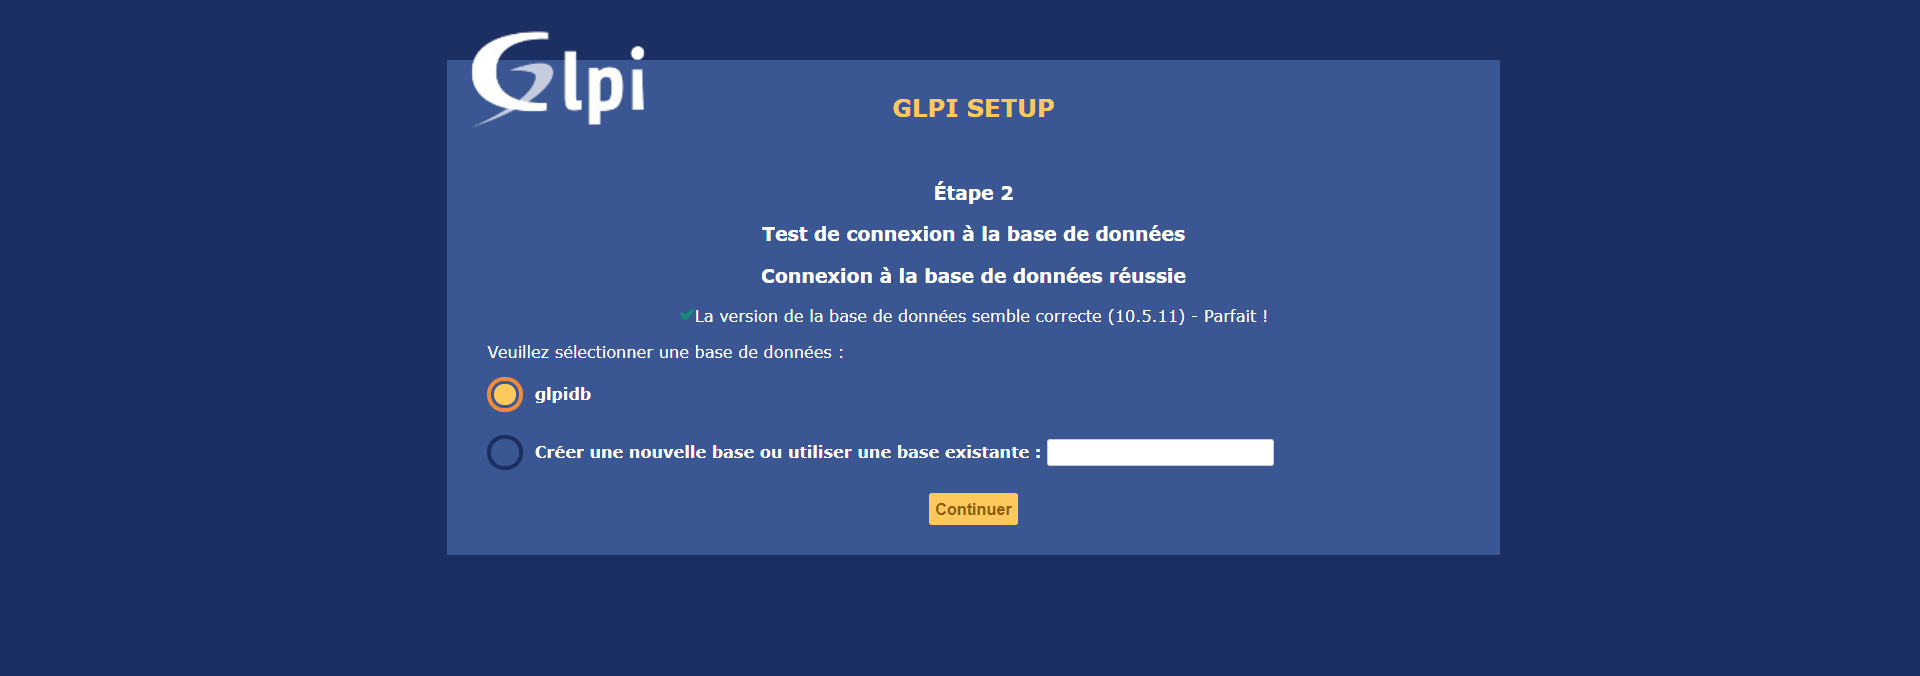 Glpi
GLPI SETUP
Étape 2
Test de connexion à la base de données
Connexion à la base de données réussie
La version de la base de données semble correcte (10.5.11) - Parfait !
Veuillez sélectionner une base de données :
glpidb
Créer une nouvelle base ou utiliser une base existante :
Continuer